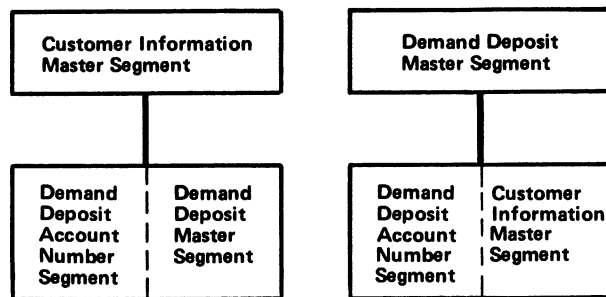 Customer Information
Master Segment
Demand Deposit
Master Segment
Demand
Deposit
Account
Number
Segment
Demand
Deposit
Master
Segment
Demand
Deposit
Account
Number
Segment
Customer
Information
Master
Segment